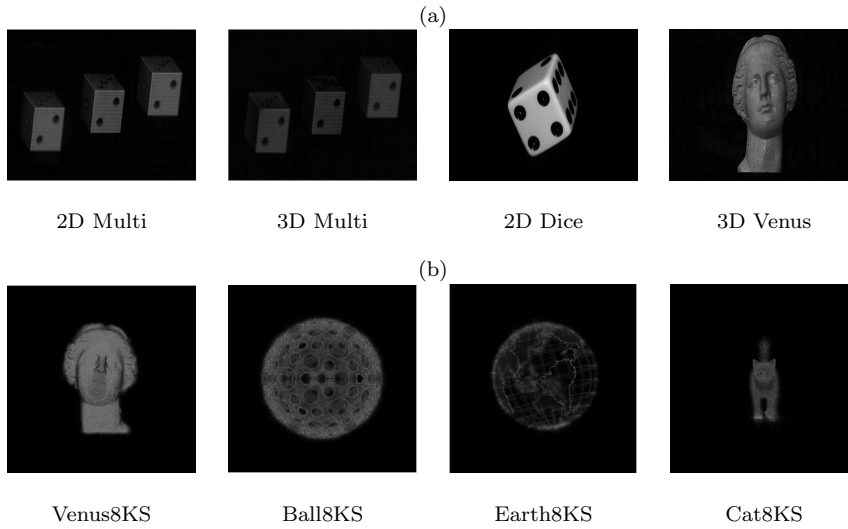 (a)
2D Multi
3D Multi
2D Dice
3D Venus
(b)
Venus8KS
Ball8KS
Earth8KS
Cat8KS